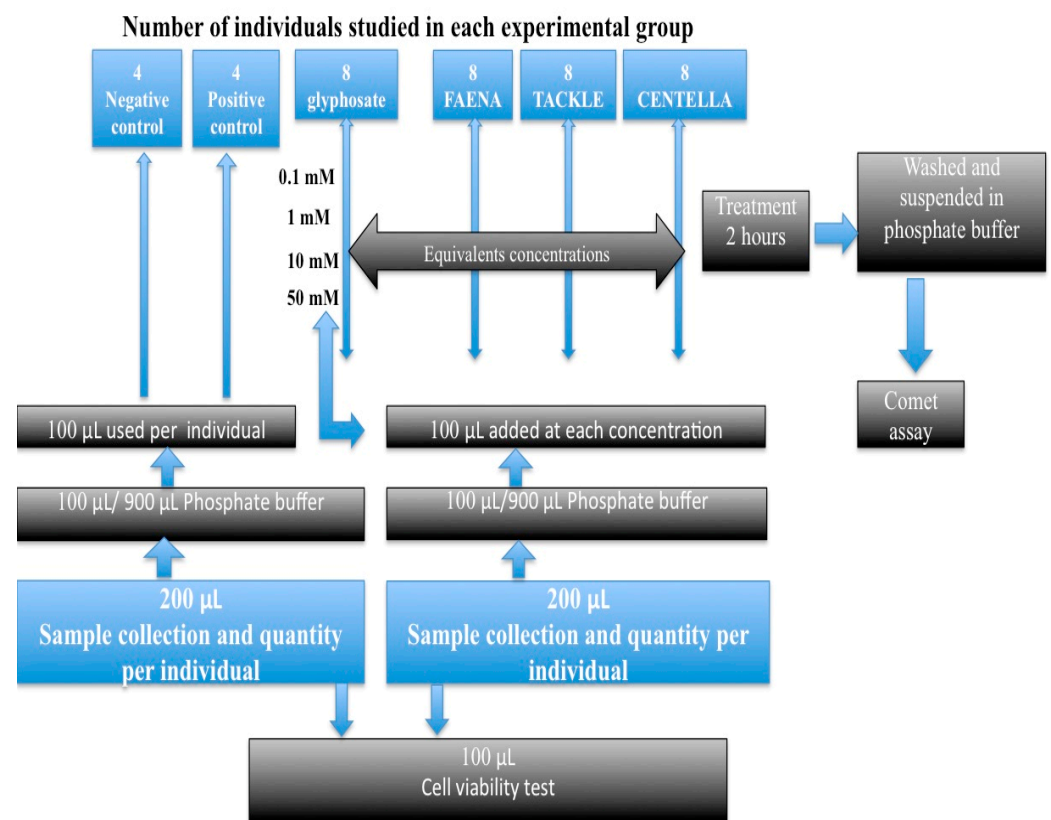 Number of individuals studied in each experimental group
4
Negative
control
4
Positive
control
8
glyphosate
8
FAENA
8
TACKLE
8
CENTELLA
0.1 mM
1 mM
10 mM
50 mM
Equivalents concentrations
Treatment
2 hours
Washed and
suspended in
phosphate buffer
Comet
assay
100 µL used per individual
100 µL added at each concentration
100 µL/ 900 µL Phosphate buffer
100 µL/900 µL Phosphate buffer
200 µL
Sample collection and quantity
per individual
200 µL
Sample collection and quantity per
individual
100 µL
Cell viability test